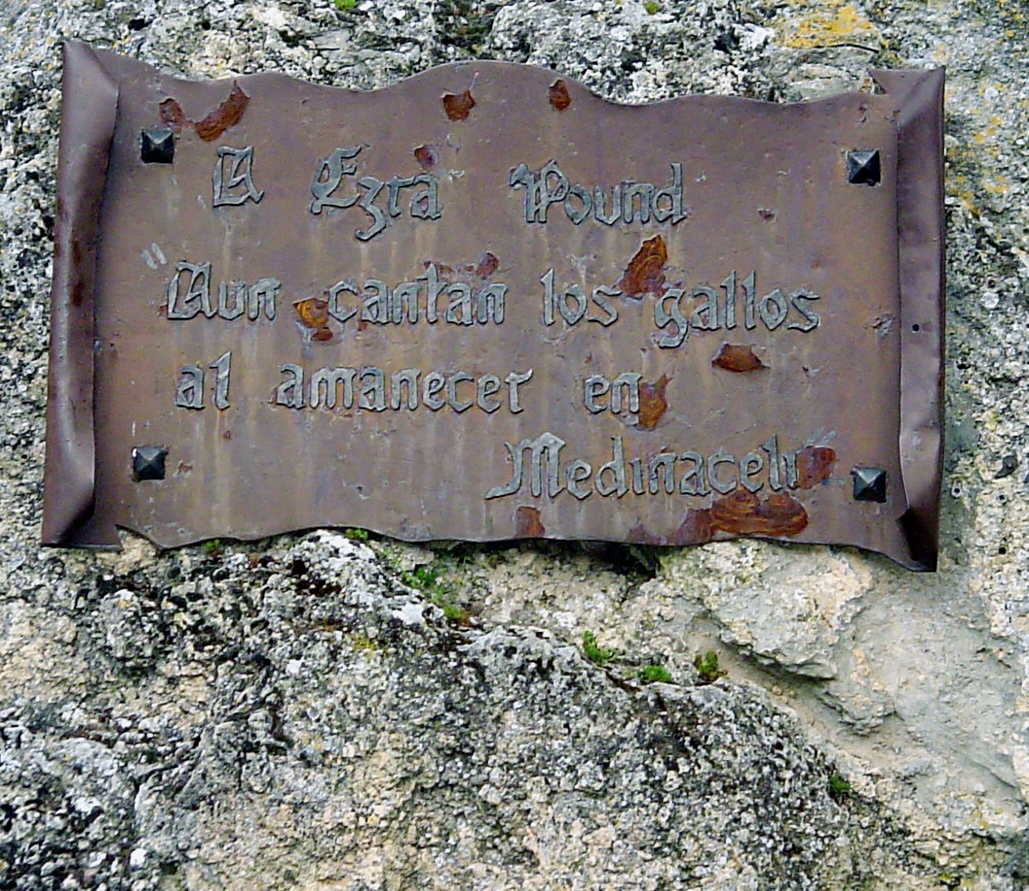 A Ezra Pound
"Aun cantan los gallos
al amanecer en
Medinaceli"